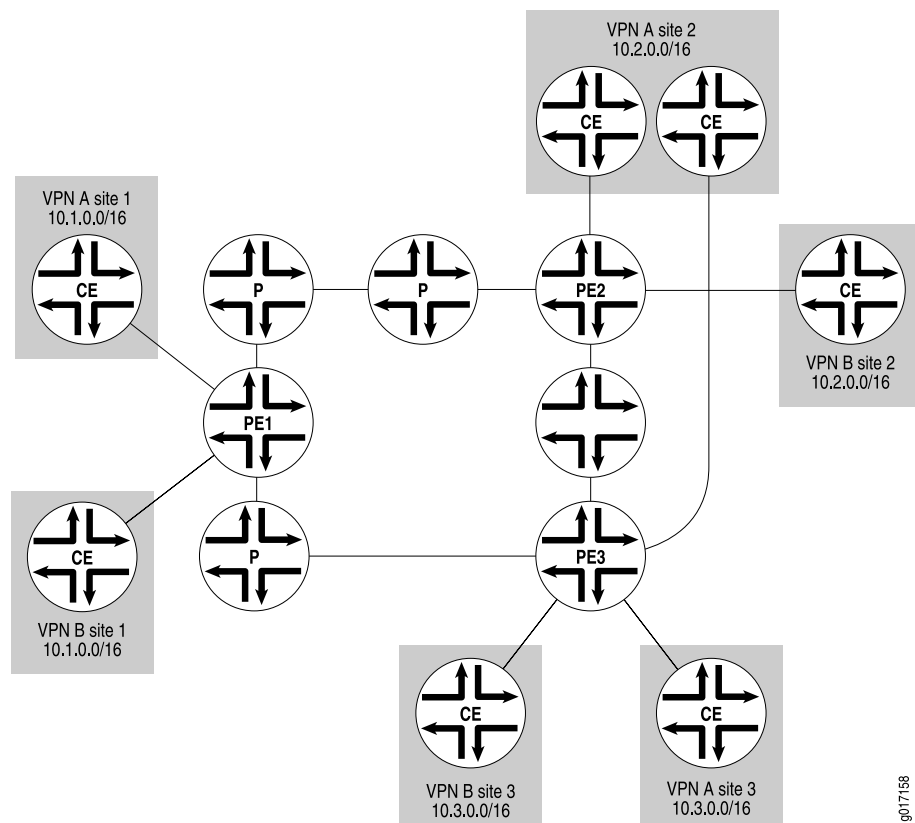 VPN A site 2
10.2.0.0/16
CE
CE
VPN A site 1
10.1.0.0/16
CE
P
P
PE2
CE
VPN B site 2
10.2.0.0/16
PE1
CE
VPN B site 1
10.1.0.0/16
P
PE3
CE
VPN B site 3
10.3.0.0/16
CE
VPN A site 3
10.3.0.0/16
g017158